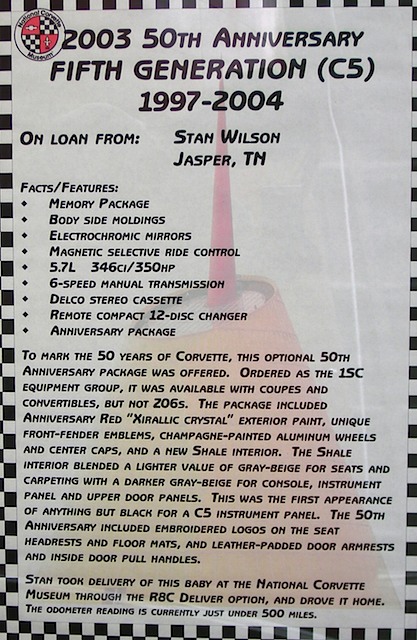 National Corvette
Museum
2003 50th Anniversary
Fifth Generation (C5)
1997-2004
On loan from: Stan Wilson
Jasper, TN
Facts/Features:
◆ Memory Package
◆ Body side moldings
◆ Electrochromic mirrors
◆ Magnetic selective ride control
◆ 5.7L 346ci/350hp
◆ 6-speed manual transmission
◆ Delco stereo cassette
◆ Remote compact 12-disc changer
◆ Anniversary package
To mark the 50 years of Corvette, this optional 50th
Anniversary package was offered. Ordered as the 1SC
equipment group, it was available with coupes and
convertibles, but not 206s. The package included
Anniversary Red "Xirallic crystal" exterior paint, unique
front-fender emblems, champagne-painted aluminum wheels
and center caps, and a new Shale interior. The Shale
interior blended a lighter value of gray-beige for seats and
carpeting with a darker gray-beige for console, instrument
panel and upper door panels. This was the first appearance
of anything but black for a C5 instrument panel. The 50th
Anniversary included embroidered logos on the seat
headrests and floor mats, and leather-padded door armrests
and inside door pull handles.
Stan took delivery of this baby at the National Corvette
Museum through the R8C Deliver option, and drove it home.
The odometer reading is currently just under 500 miles.